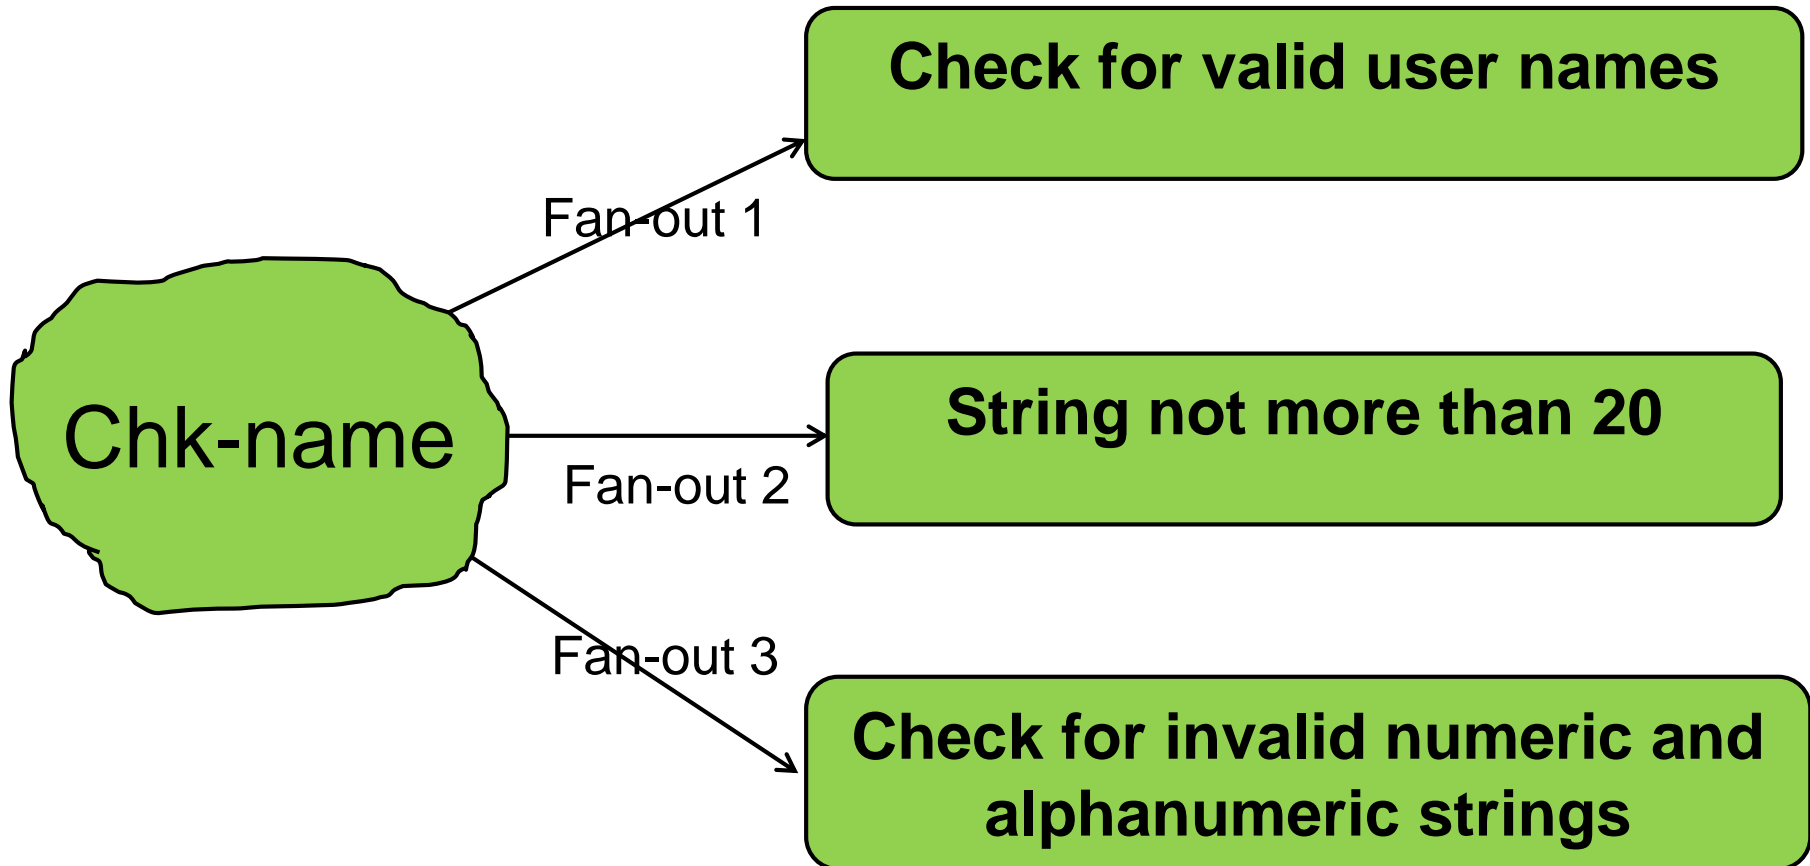 Check for valid user names
Fan-out 1
Chk-name
String not more than 20
Fan-out 2
Fan-out 3
Check for invalid numeric and
alphanumeric strings